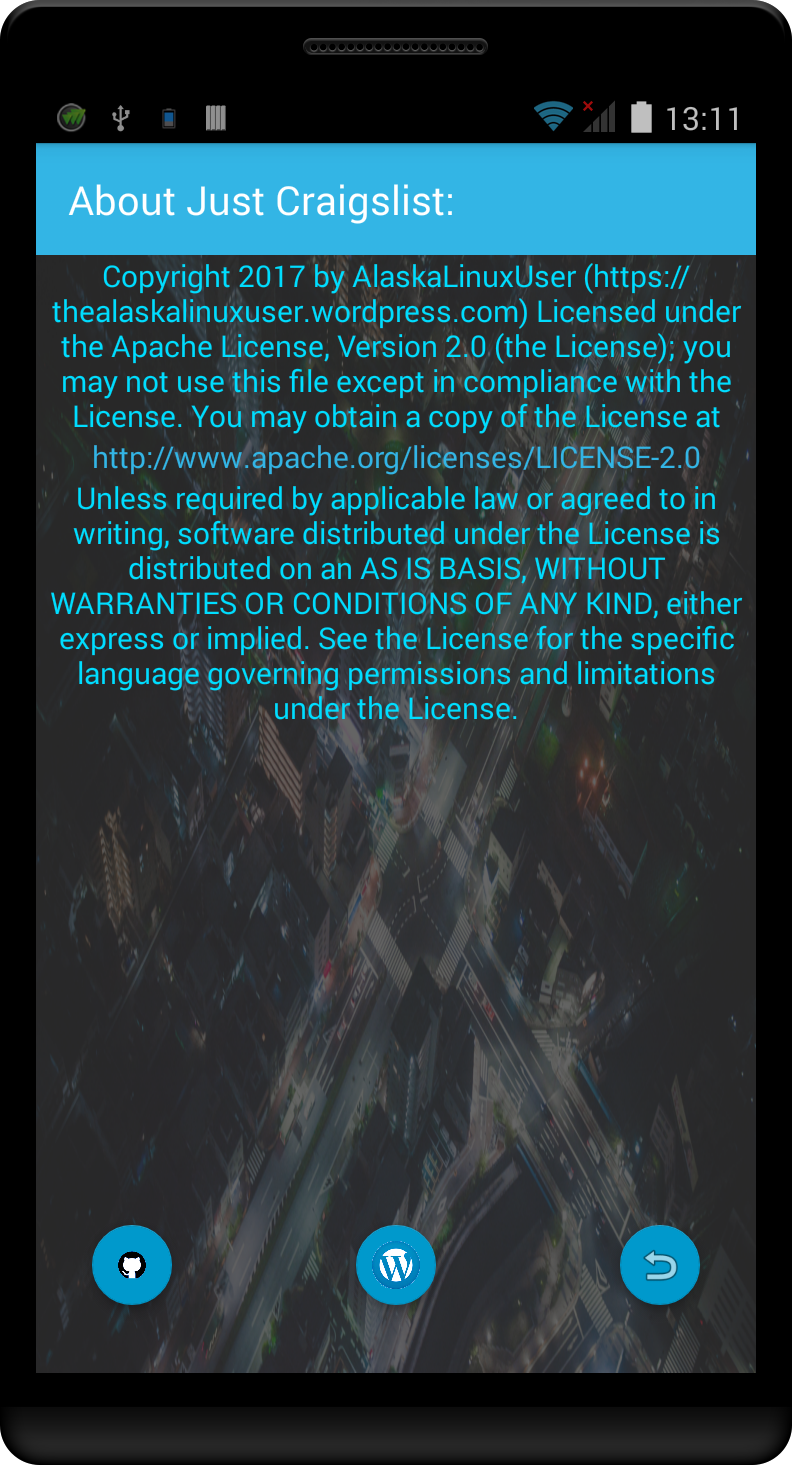 13:11
About Just Craigslist:
Copyright 2017 by AlaskaLinuxUser (https://
thealaskalinuxuser.wordpress.com) Licensed under
the Apache License, Version 2.0 (the License); you
may not use this file except in compliance with the
License. You may obtain a copy of the License at
http://www.apache.org/licenses/LICENSE-2.0
Unless required by applicable law or agreed to in
writing, software distributed under the License is
distributed on an AS IS BASIS, WITHOUT
WARRANTIES OR CONDITIONS OF ANY KIND, either
express or implied. See the License for the specific
language governing permissions and limitations
under the License.